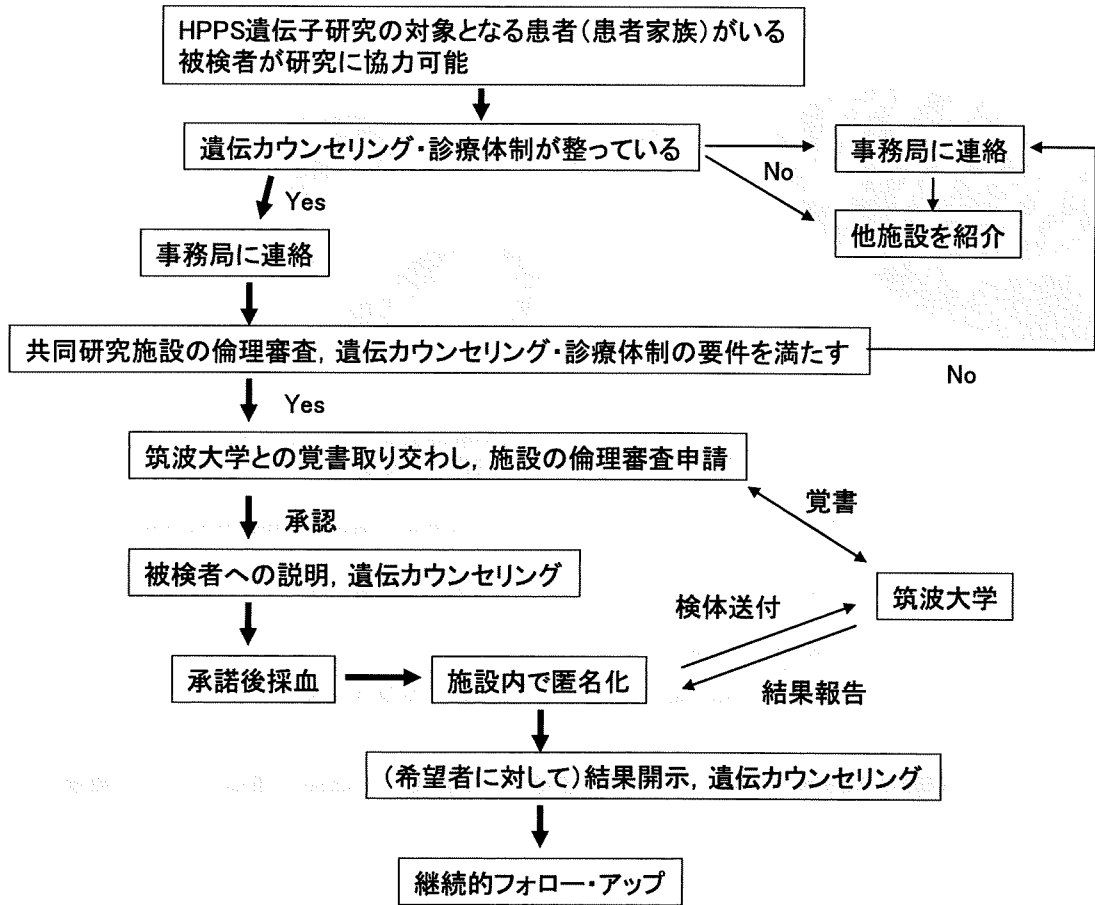 HPPS遺伝子研究の対象となる患者(患者家族)がいる
被検者が研究に協力可能
遺伝カウンセリング・診療体制が整っている
No
事務局に連絡
他施設を紹介
Yes
事務局に連絡
共同研究施設の倫理審査, 遺伝カウンセリング・診療体制の要件を満たす
No
Yes
筑波大学との覚書取り交わし, 施設の倫理審査申請
覚書
承認
被検者への説明, 遺伝カウンセリング
筑波大学
検体送付
承諾後採血
施設内で匿名化
結果報告
(希望者に対して)結果開示, 遺伝カウンセリング
継続的フォロー・アップ